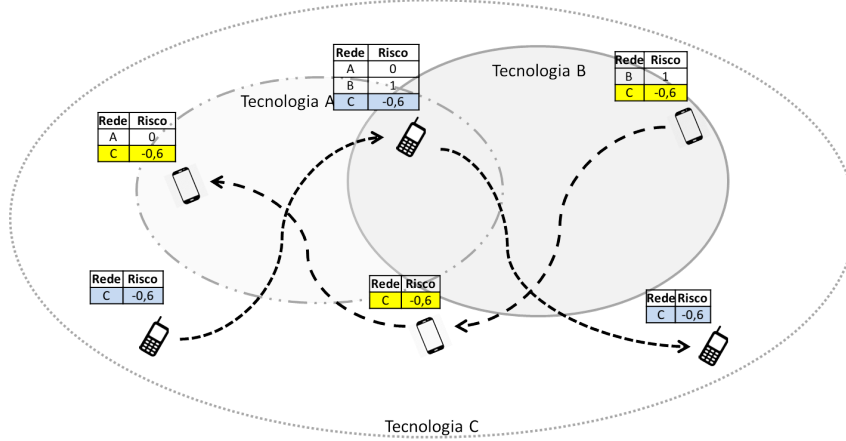 Rede Risco
A 0
B 1
C -0,6
Tecnologia B
Rede Risco
B 1
C -0,6
Tecnologia A
Rede Risco
A 0
C -0,6
Rede Risco
C -0,6
Rede Risco
C -0,6
Rede Risco
C -0,6
Tecnologia C